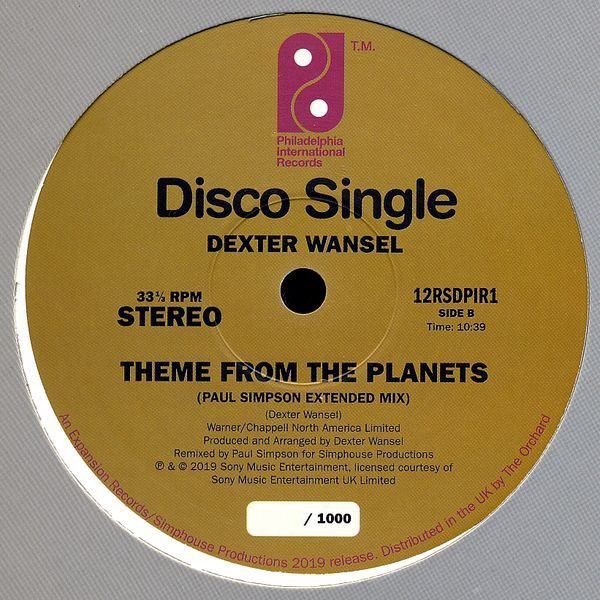 T.M.
Philadelphia
International
Records
Disco Single
DEXTER WANSEL
33⅓ RPM
STEREO
12RSDPIR1
SIDE B
Time: 10:39
THEME FROM THE PLANETS
(PAUL SIMPSON EXTENDED MIX)
(Dexter Wansel)
Warner/Chappell North America Limited
Produced and Arranged by Dexter Wansel
Remixed by Paul Simpson for Simphouse Productions
℗ & © 2019 Sony Music Entertainment, licensed courtesy of
Sony Music Entertainment UK Limited
/ 1000
An Expansion Records/Simphouse Productions 2019 release. Distributed in the UK by The Orchard